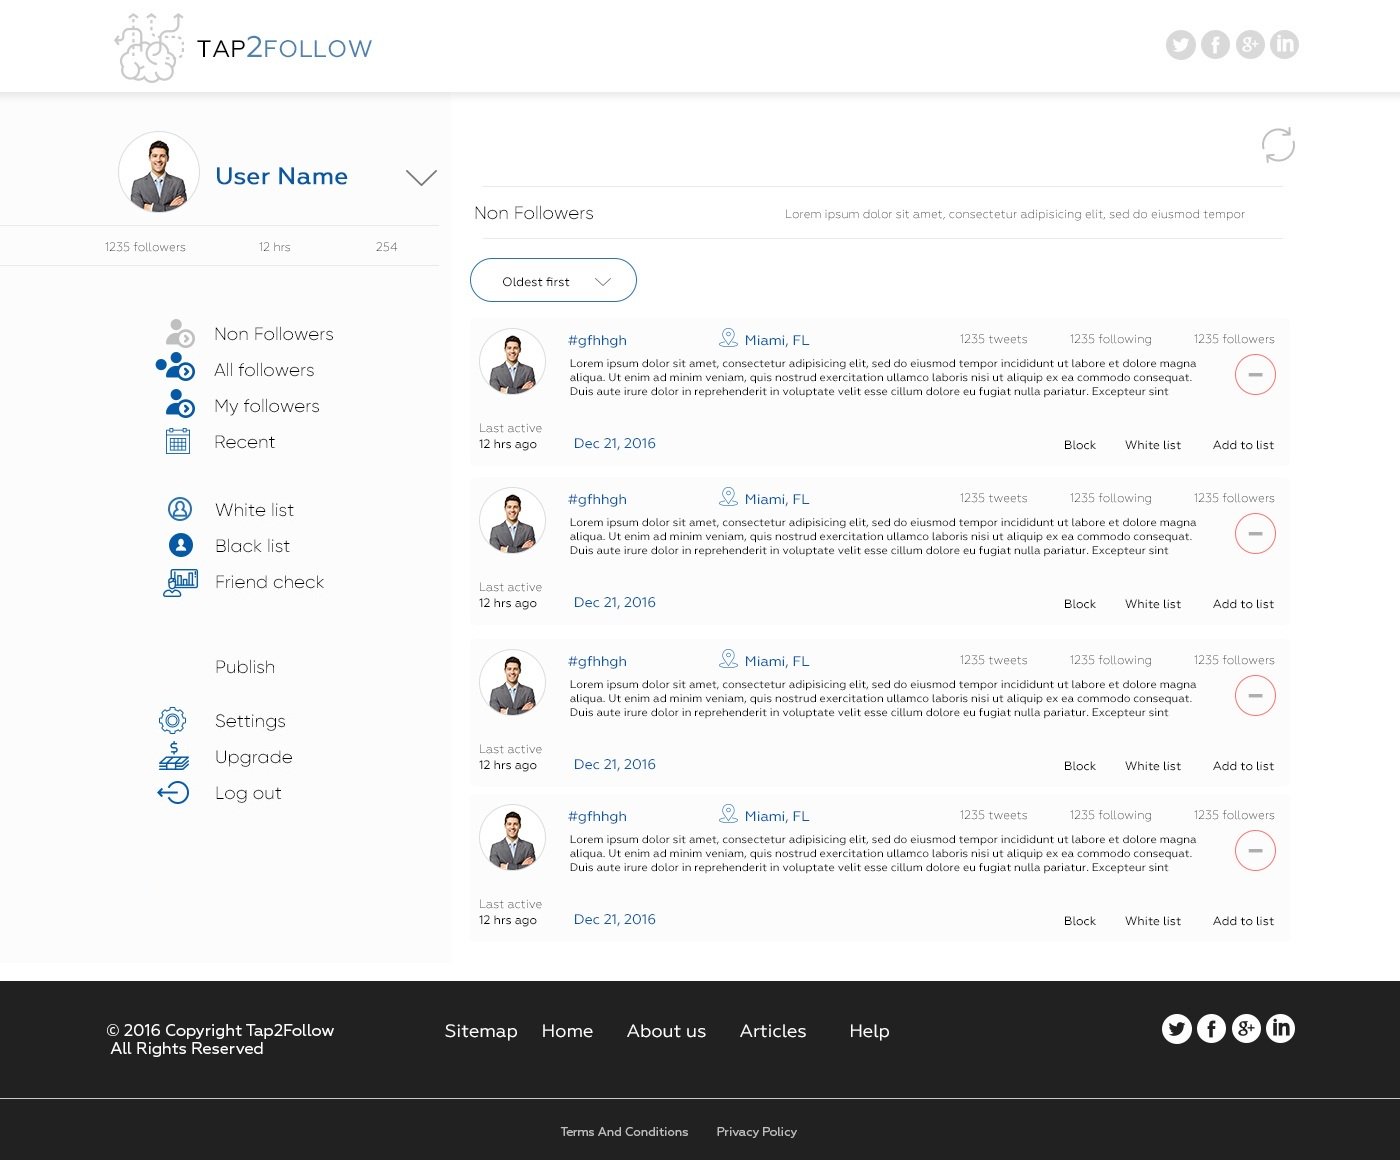 TAP2FOLLOW
User Name
1235 followers 12 hrs 254
Non Followers
All followers
My followers
Recent
White list
Black list
Friend check
Publish
Settings
Upgrade
Log out
Non Followers Lorem ipsum dolor sit amet, consectetur adipisicing elit, sed do eiusmod tempor
Oldest first
#gfhhgh Miami, FL 1235 tweets 1235 following 1235 followers
Lorem ipsum dolor sit amet, consectetur adipisicing elit, sed do eiusmod tempor incididunt ut labore et dolore magna
aliqua. Ut enim ad minim veniam, quis nostrud exercitation ullamco laboris nisi ut aliquip ex ea commodo consequat.
Duis aute irure dolor in reprehenderit in voluptate velit esse cillum dolore eu fugiat nulla pariatur. Excepteur sint
Last active
12 hrs ago Dec 21, 2016 Block White list Add to list
#gfhhgh Miami, FL 1235 tweets 1235 following 1235 followers
Lorem ipsum dolor sit amet, consectetur adipisicing elit, sed do eiusmod tempor incididunt ut labore et dolore magna
aliqua. Ut enim ad minim veniam, quis nostrud exercitation ullamco laboris nisi ut aliquip ex ea commodo consequat.
Duis aute irure dolor in reprehenderit in voluptate velit esse cillum dolore eu fugiat nulla pariatur. Excepteur sint
Last active
12 hrs ago Dec 21, 2016 Block White list Add to list
#gfhhgh Miami, FL 1235 tweets 1235 following 1235 followers
Lorem ipsum dolor sit amet, consectetur adipisicing elit, sed do eiusmod tempor incididunt ut labore et dolore magna
aliqua. Ut enim ad minim veniam, quis nostrud exercitation ullamco laboris nisi ut aliquip ex ea commodo consequat.
Duis aute irure dolor in reprehenderit in voluptate velit esse cillum dolore eu fugiat nulla pariatur. Excepteur sint
Last active
12 hrs ago Dec 21, 2016 Block White list Add to list
#gfhhgh Miami, FL 1235 tweets 1235 following 1235 followers
Lorem ipsum dolor sit amet, consectetur adipisicing elit, sed do eiusmod tempor incididunt ut labore et dolore magna
aliqua. Ut enim ad minim veniam, quis nostrud exercitation ullamco laboris nisi ut aliquip ex ea commodo consequat.
Duis aute irure dolor in reprehenderit in voluptate velit esse cillum dolore eu fugiat nulla pariatur. Excepteur sint
Last active
12 hrs ago Dec 21, 2016 Block White list Add to list
© 2016 Copyright Tap2Follow
All Rights Reserved
Sitemap Home About us Articles Help
Terms And Conditions Privacy Policy